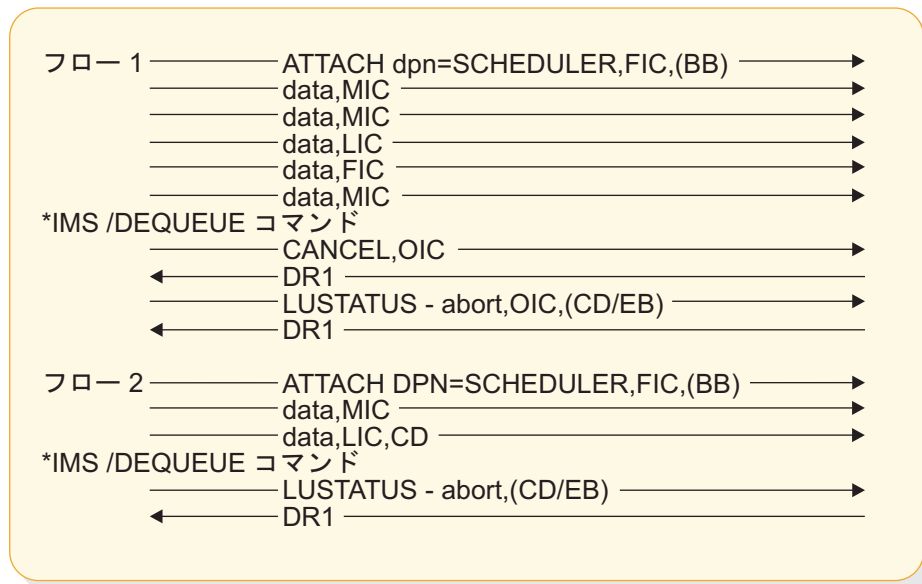 フロー 1 ATTACH dpn=SCHEDULER,FIC,(BB)
data,MIC
data,MIC
data,LIC
data,FIC
data,MIC
*IMS /DEQUEUE コマンド
CANCEL,OIC
DR1
LUSTATUS - abort,OIC,(CD/EB)
DR1
フロー 2 ATTACH DPN=SCHEDULER,FIC,(BB)
data,MIC
data,LIC,CD
*IMS /DEQUEUE コマンド
LUSTATUS - abort,(CD/EB)
DR1